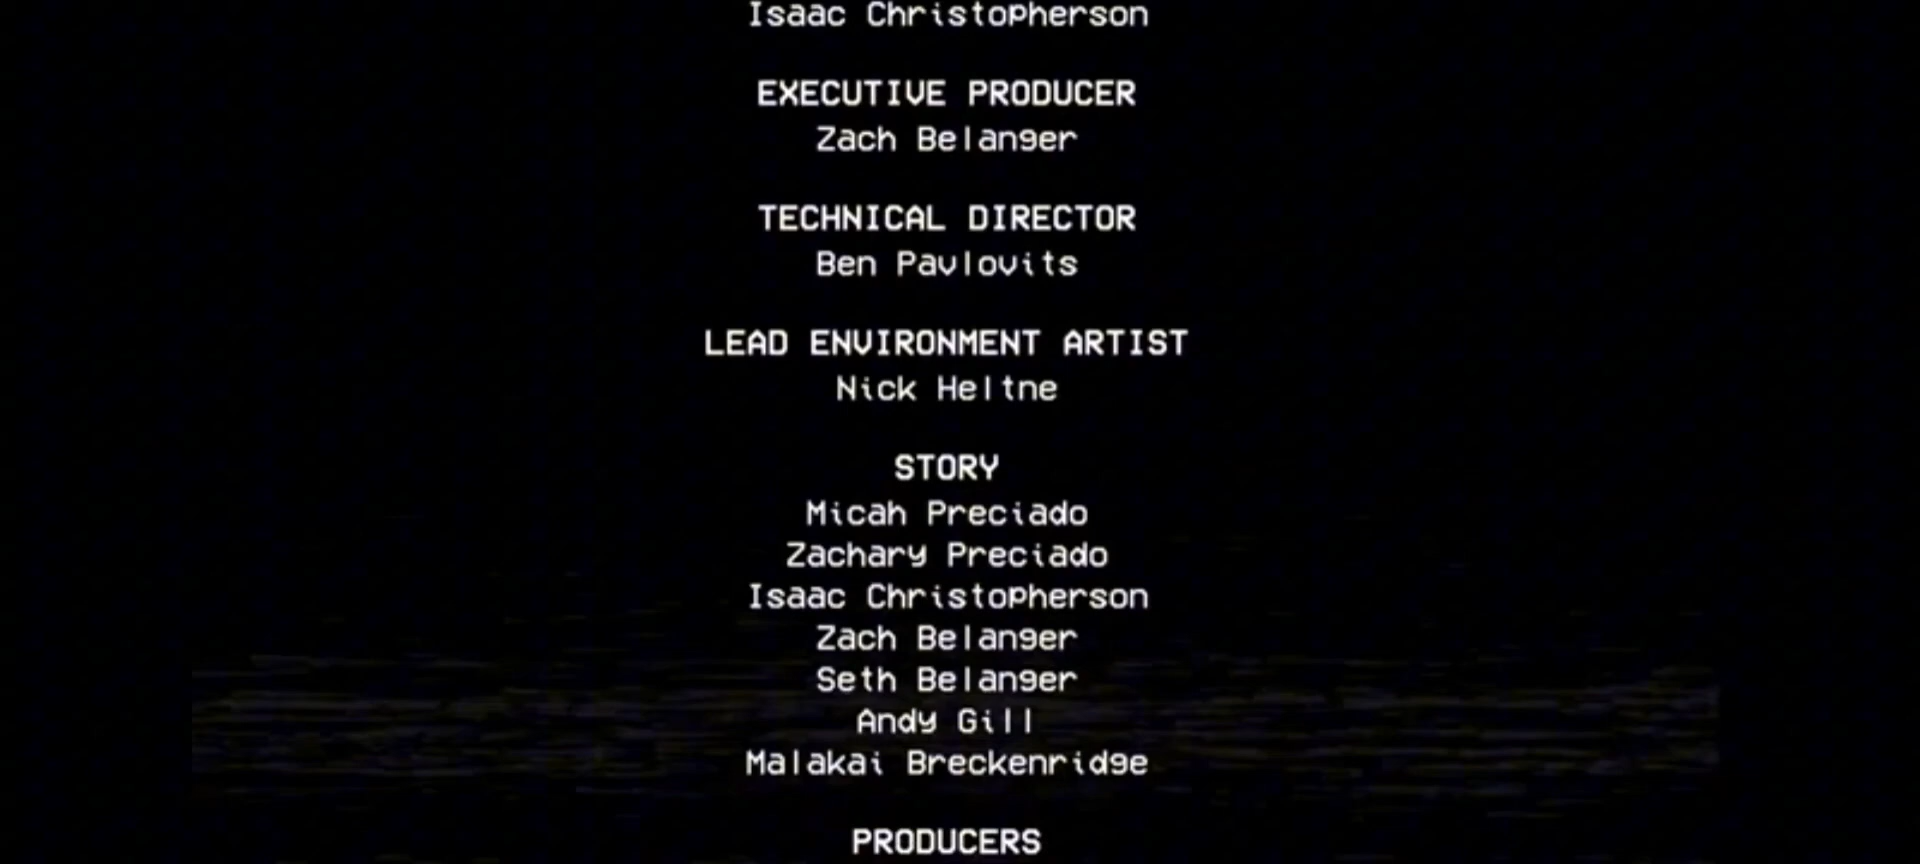 Isaac Christopherson
EXECUTIVE PRODUCER
Zach Belanger
TECHNICAL DIRECTOR
Ben Pavlovits
LEAD ENVIRONMENT ARTIST
Nick Heltne
STORY
Micah Preciado
Zachary Preciado
Isaac Christopherson
Zach Belanger
Seth Belanger
Andy Gill
Malakai Breckenridge
PRODUCERS